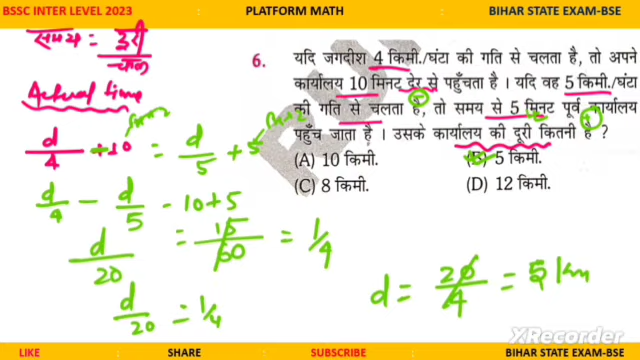 BSSC INTER LEVEL 2023
PLATFORM MATH
BIHAR STATE EXAM-BSE
समय = दूरी
चाल
Actual time
d/4 - 10 = d/5 + 5
d/4 - d/5 - 10+5
d/20 = 15/60 = 1/4
d/20 = 1/4
d = 20/4 = 5 km
6. यदि जगदीश 4 किमी./घंटा की गति से चलता है, तो अपने
कार्यालय 10 मिनट देर से पहुँचता है। यदि वह 5 किमी./घंटा
की गति से चलता है, तो समय से 5 मिनट पूर्व कार्यालय
पहुँच जाता है। उसके कार्यालय की दूरी कितनी है ?
(A) 10 किमी. (B) 5 किमी.
(C) 8 किमी. (D) 12 किमी.
XRecorder
LIKE
SHARE
SUBSCRIBE
BIHAR STATE EXAM-BSE